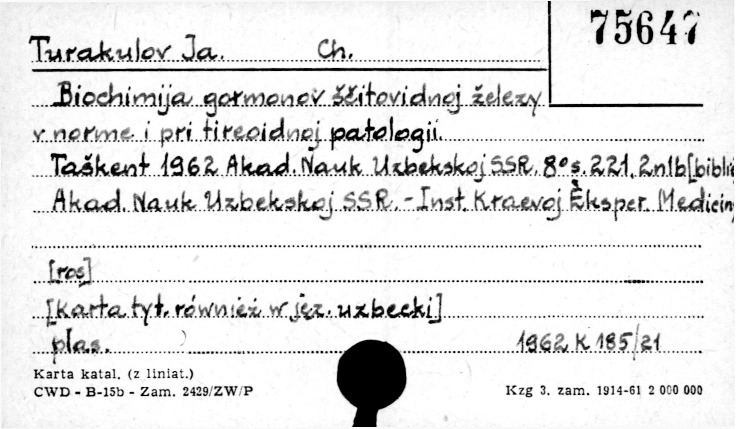 75647
Turakulov Ja. Ch.
Biochimija gormonov ščitovidnoj železy
v norme i pri tireoidnoj patologii.
Taškent 1962 Akad. Nauk Uzbekskoj SSR. 8° s. 221, 2nlb [biblio
Akad. Nauk Uzbekskoj SSR. - Inst. Kraevoj Èksper. Mediciny
[ros]
[Karta tyt. również w jęz. uzbecki]
plas. 1962 K 185/21
Karta katal. (z liniat.)
CWD - B-15b - Zam. 2429/ZW/P Kzg 3. zam. 1914-61 2 000 000